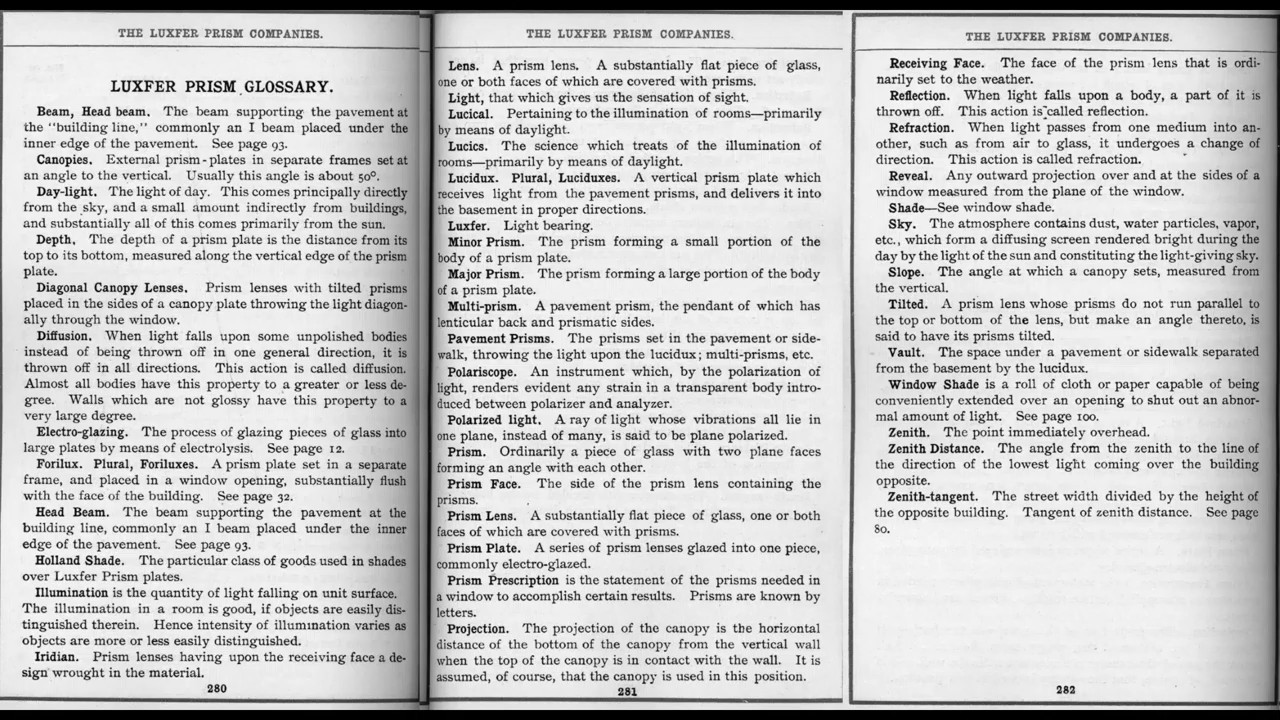 THE LUXFER PRISM COMPANIES.
LUXFER PRISM GLOSSARY.
Beam, Head beam. The beam supporting the pavement at
the "building line," commonly an I beam placed under the
inner edge of the pavement. See page 93.
Canopies. External prism-plates in separate frames set at
an angle to the vertical. Usually this angle is about 50°.
Day-light. The light of day. This comes principally directly
from the sky, and a small amount indirectly from buildings,
and substantially all of this comes primarily from the sun.
Depth. The depth of a prism plate is the distance from its
top to its bottom, measured along the vertical edge of the prism
plate.
Diagonal Canopy Lenses. Prism lenses with tilted prisms
placed in the sides of a canopy plate throwing the light diagon-
ally through the window.
Diffusion. When light falls upon some unpolished bodies
instead of being thrown off in one general direction, it is
thrown off in all directions. This action is called diffusion.
Almost all bodies have this property to a greater or less de-
gree. Walls which are not glossy have this property to a
very large degree.
Electro-glazing. The process of glazing pieces of glass into
large plates by means of electrolysis. See page 12.
Forilux. Plural, Foriluxes. A prism plate set in a separate
frame, and placed in a window opening, substantially flush
with the face of the building. See page 32.
Head Beam. The beam supporting the pavement at the
building line, commonly an I beam placed under the inner
edge of the pavement. See page 93.
Holland Shade. The particular class of goods used in shades
over Luxfer Prism plates.
Illumination is the quantity of light falling on unit surface.
The illumination in a room is good, if objects are easily dis-
tinguished therein. Hence intensity of illumination varies as
objects are more or less easily distinguished.
Iridian. Prism lenses having upon the receiving face a de-
sign wrought in the material.
280
THE LUXFER PRISM COMPANIES.
Lens. A prism lens. A substantially flat piece of glass,
one or both faces of which are covered with prisms.
Light, that which gives us the sensation of sight.
Lucical. Pertaining to the illumination of rooms—primarily
by means of daylight.
Lucics. The science which treats of the illumination of
rooms—primarily by means of daylight.
Lucidux. Plural, Luciduxes. A vertical prism plate which
receives light from the pavement prisms, and delivers it into
the basement in proper directions.
Luxfer. Light bearing.
Minor Prism. The prism forming a small portion of the
body of a prism plate.
Major Prism. The prism forming a large portion of the body
of a prism plate.
Multi-prism. A pavement prism, the pendant of which has
lenticular back and prismatic sides.
Pavement Prisms. The prisms set in the pavement or side-
walk, throwing the light upon the lucidux; multi-prisms, etc.
Polariscope. An instrument which, by the polarization of
light, renders evident any strain in a transparent body intro-
duced between polarizer and analyzer.
Polarized light. A ray of light whose vibrations all lie in
one plane, instead of many, is said to be plane polarized.
Prism. Ordinarily a piece of glass with two plane faces
forming an angle with each other.
Prism Face. The side of the prism lens containing the
prisms.
Prism Lens. A substantially flat piece of glass, one or both
faces of which are covered with prisms.
Prism Plate. A series of prism lenses glazed into one piece,
commonly electro-glazed.
Prism Prescription is the statement of the prisms needed in
a window to accomplish certain results. Prisms are known by
letters.
Projection. The projection of the canopy is the horizontal
distance of the bottom of the canopy from the vertical wall
when the top of the canopy is in contact with the wall. It is
assumed, of course, that the canopy is used in this position.
281
THE LUXFER PRISM COMPANIES.
Receiving Face. The face of the prism lens that is ordi-
narily set to the weather.
Reflection. When light falls upon a body, a part of it is
thrown off. This action is called reflection.
Refraction. When light passes from one medium into an-
other, such as from air to glass, it undergoes a change of
direction. This action is called refraction.
Reveal. Any outward projection over and at the sides of a
window measured from the plane of the window.
Shade—See window shade.
Sky. The atmosphere contains dust, water particles, vapor,
etc., which form a diffusing screen rendered bright during the
day by the light of the sun and constituting the light-giving sky.
Slope. The angle at which a canopy sets, measured from
the vertical.
Tilted. A prism lens whose prisms do not run parallel to
the top or bottom of the lens, but make an angle thereto, is
said to have its prisms tilted.
Vault. The space under a pavement or sidewalk separated
from the basement by the lucidux.
Window Shade is a roll of cloth or paper capable of being
conveniently extended over an opening to shut out an abnor-
mal amount of light. See page 100.
Zenith. The point immediately overhead.
Zenith Distance. The angle from the zenith to the line of
the direction of the lowest light coming over the building
opposite.
Zenith-tangent. The street width divided by the height of
the opposite building. Tangent of zenith distance. See page
80.
282